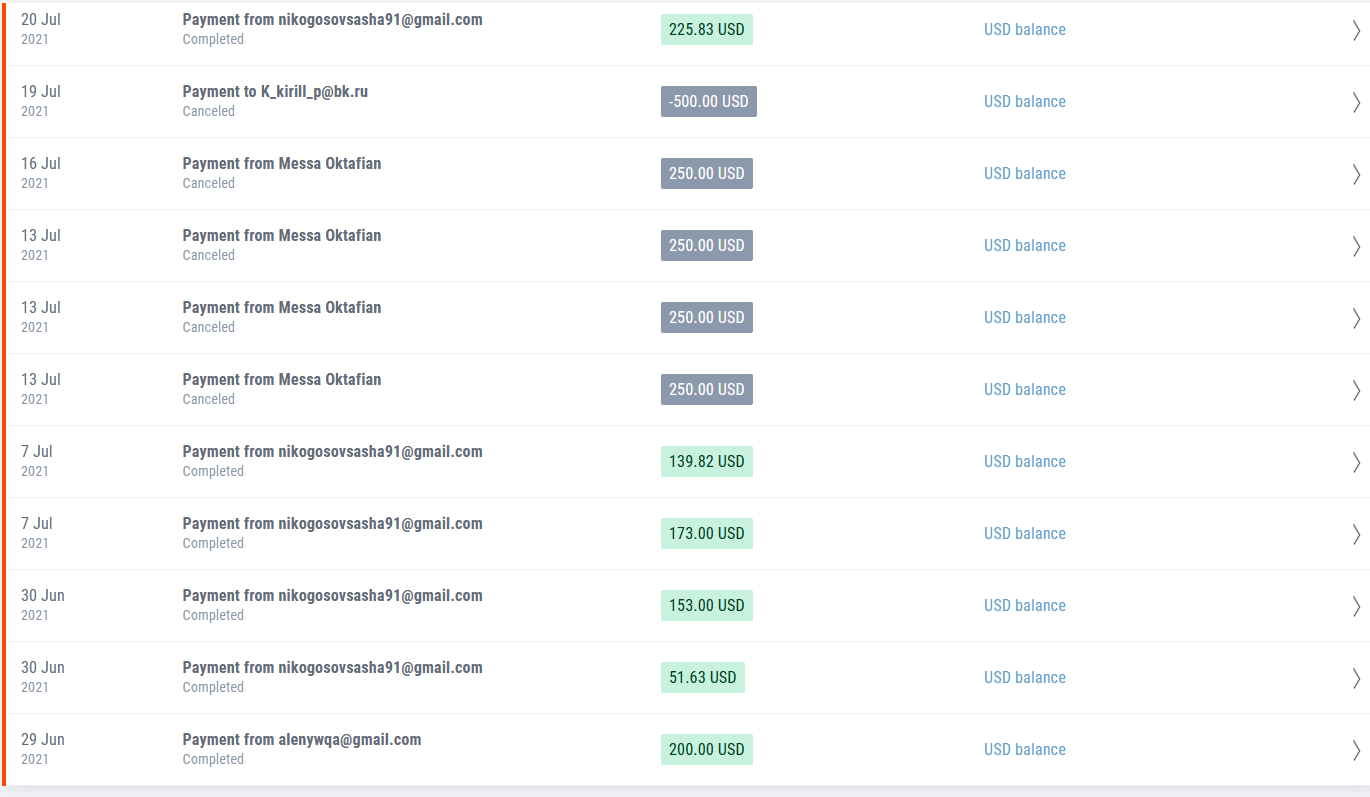 20 Jul Payment from nikogosovsasha91@gmail.com 225.83 USD USD balance
2021 Completed
19 Jul Payment to K_kirill_p@bk.ru -500.00 USD USD balance
2021 Canceled
16 Jul Payment from Messa Oktafian 250.00 USD USD balance
2021 Canceled
13 Jul Payment from Messa Oktafian 250.00 USD USD balance
2021 Canceled
13 Jul Payment from Messa Oktafian 250.00 USD USD balance
2021 Canceled
13 Jul Payment from Messa Oktafian 250.00 USD USD balance
2021 Canceled
7 Jul Payment from nikogosovsasha91@gmail.com 139.82 USD USD balance
2021 Completed
7 Jul Payment from nikogosovsasha91@gmail.com 173.00 USD USD balance
2021 Completed
30 Jun Payment from nikogosovsasha91@gmail.com 153.00 USD USD balance
2021 Completed
30 Jun Payment from nikogosovsasha91@gmail.com 51.63 USD USD balance
2021 Completed
29 Jun Payment from alenywqa@gmail.com 200.00 USD USD balance
2021 Completed